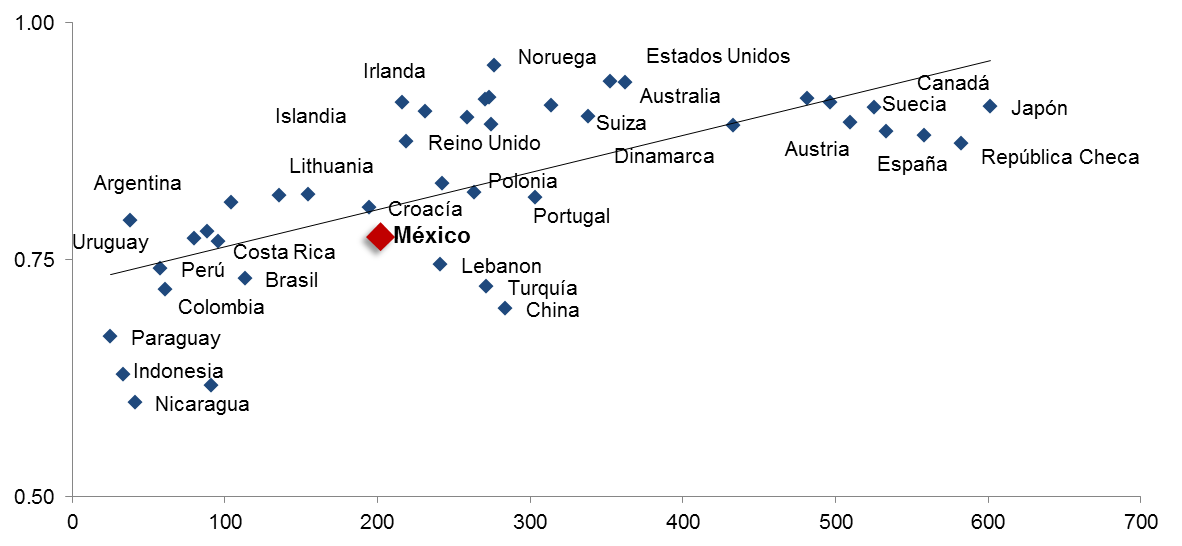 1.00
Noruega
Estados Unidos
Irlanda
Canadá
Australia
Suecia
Japón
Islandia
Suiza
Reino Unido
Dinamarca
Austria
República Checa
España
Lithuania
Argentina
Polonia
Croacía
Portugal
México
Uruguay
Costa Rica
0.75
Perú
Lebanon
Brasil
Turquía
Colombia
China
Paraguay
Indonesia
Nicaragua
0.50
0 100 200 300 400 500 600 700